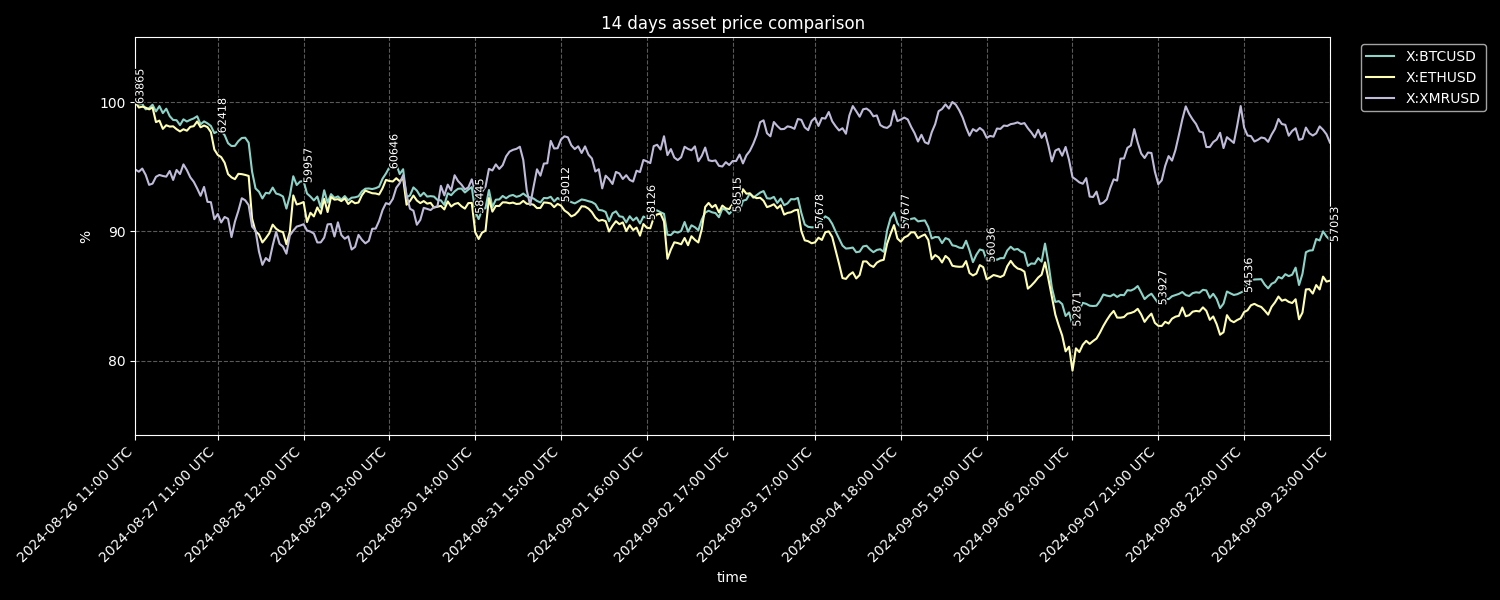 14 days asset price comparison
X:BTCUSD
X:ETHUSD
X:XMRUSD
100
90
80
%
63865
62418
59957
60646
58445
59012
58126
58515
57678
57677
56036
52871
53927
54536
57053
2024-08-26 11:00 UTC
2024-08-27 11:00 UTC
2024-08-28 12:00 UTC
2024-08-29 13:00 UTC
2024-08-30 14:00 UTC
2024-08-31 15:00 UTC
2024-09-01 16:00 UTC
2024-09-02 17:00 UTC
2024-09-03 17:00 UTC
2024-09-04 18:00 UTC
2024-09-05 19:00 UTC
2024-09-06 20:00 UTC
2024-09-07 21:00 UTC
2024-09-08 22:00 UTC
2024-09-09 23:00 UTC
time